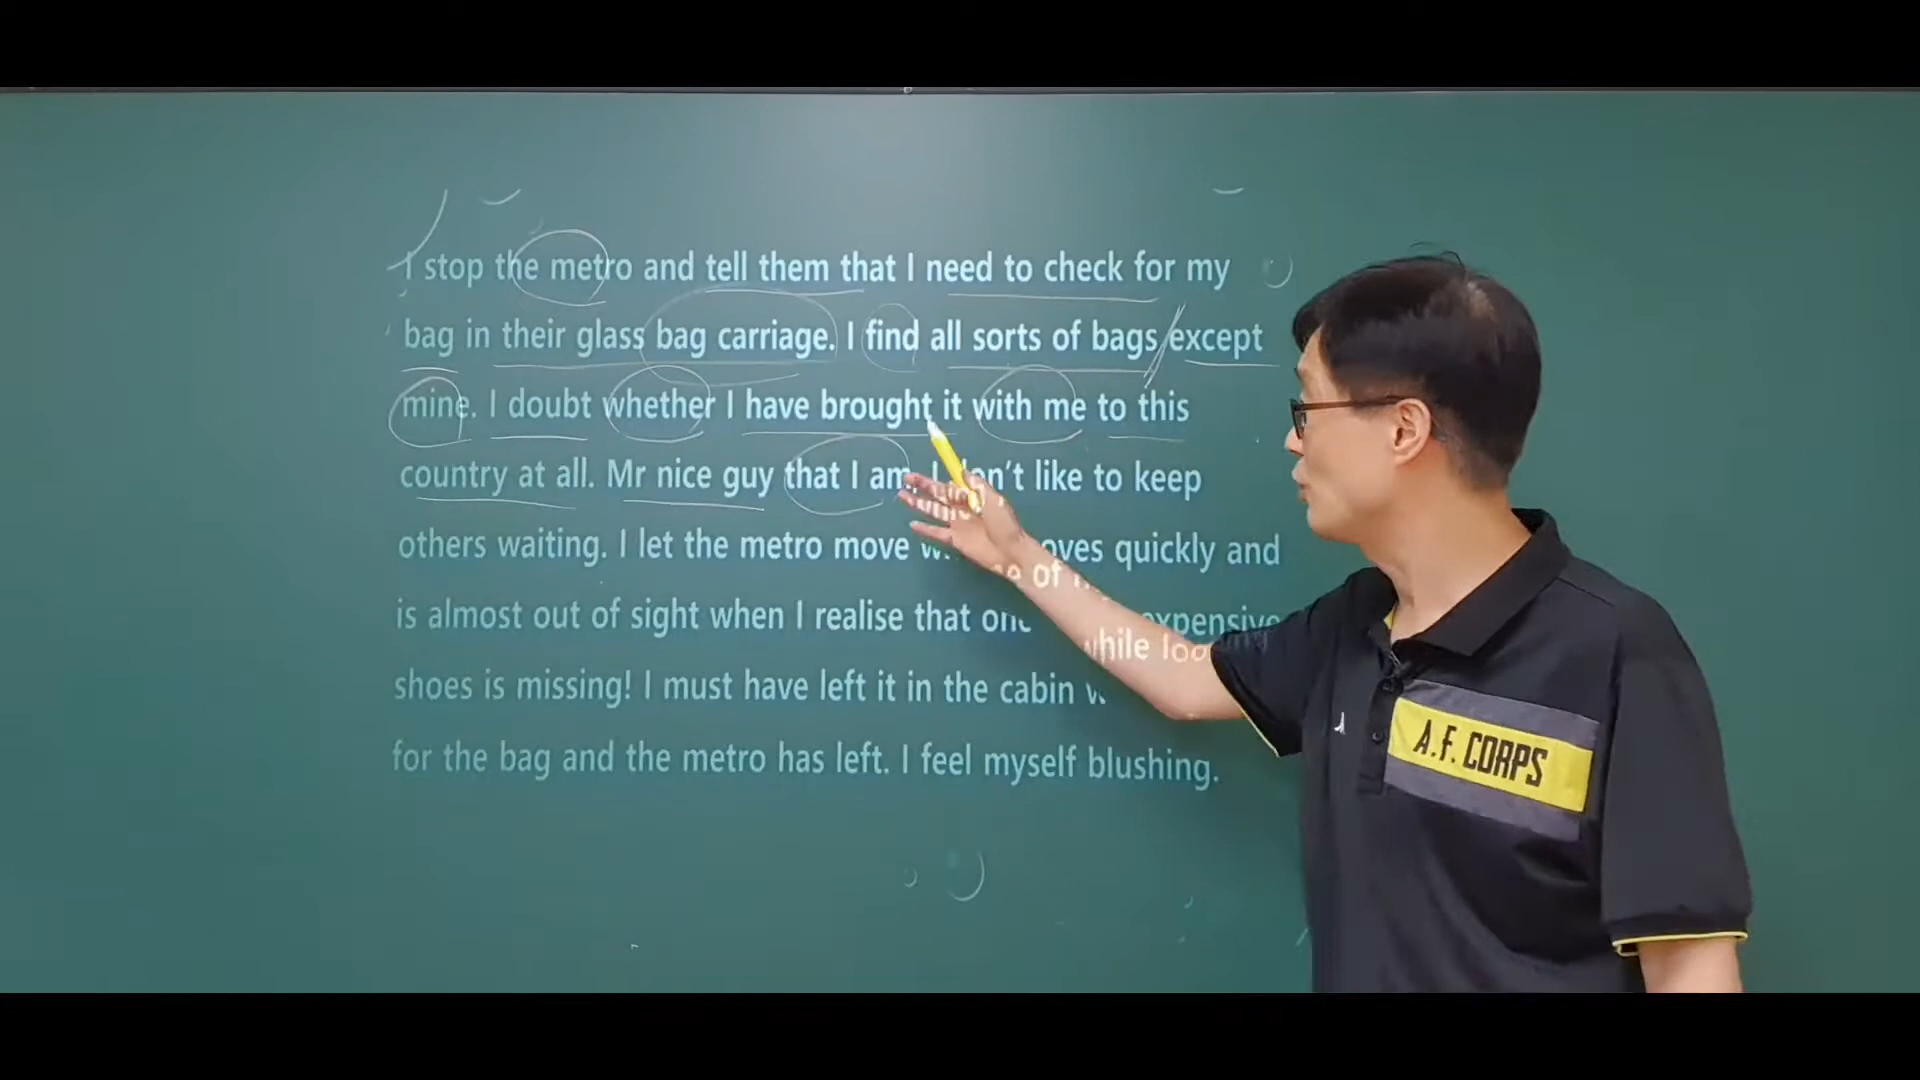 I stop the metro and tell them that I need to check for my
bag in their glass bag carriage. I find all sorts of bags except
mine. I doubt whether I have brought it with me to this
country at all. Mr nice guy that I am, I don't like to keep
others waiting. I let the metro move quickly and
is almost out of sight when I realise that one expensive
shoes is missing! I must have left it in the cabin while
for the bag and the metro has left. I feel myself blushing.
A.F. CORPS